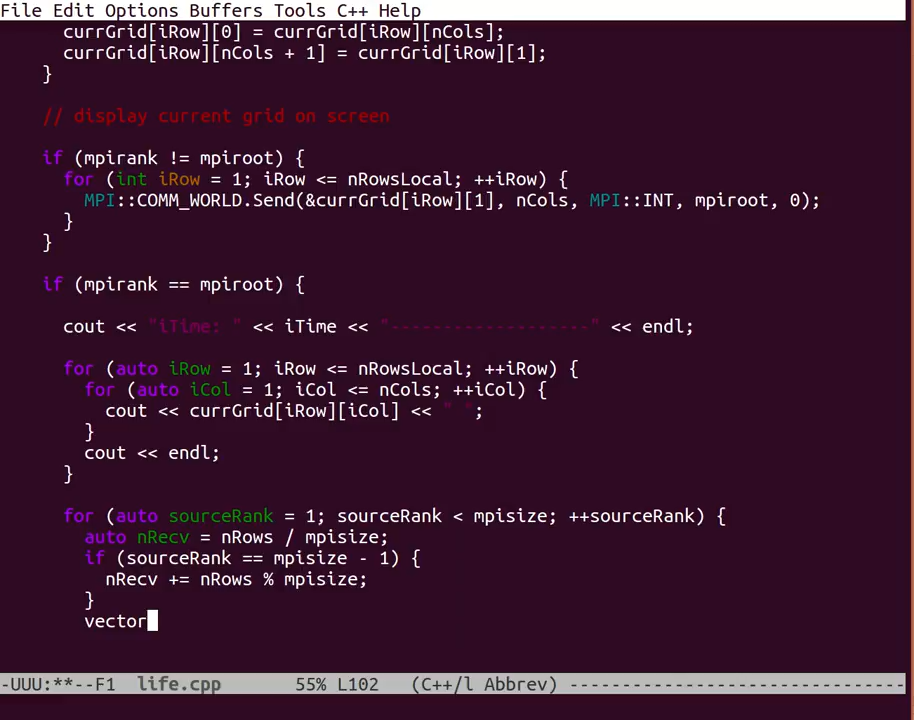 File Edit Options Buffers Tools C++ Help
currGrid[iRow][0] = currGrid[iRow][nCols];
currGrid[iRow][nCols + 1] = currGrid[iRow][1];
}
// display current grid on screen
if (mpirank != mpiroot) {
for (int iRow = 1; iRow <= nRowsLocal; ++iRow) {
MPI::COMM_WORLD.Send(&currGrid[iRow][1], nCols, MPI::INT, mpiroot, 0);
}
}
if (mpirank == mpiroot) {
cout << "iTime: " << iTime << "-------------------" << endl;
for (auto iRow = 1; iRow <= nRowsLocal; ++iRow) {
for (auto iCol = 1; iCol <= nCols; ++iCol) {
cout << currGrid[iRow][iCol] << " ";
}
cout << endl;
}
for (auto sourceRank = 1; sourceRank < mpisize; ++sourceRank) {
auto nRecv = nRows / mpisize;
if (sourceRank == mpisize - 1) {
nRecv += nRows % mpisize;
}
vector
-UUU:**--F1 life.cpp 55% L102 (C++/l Abbrev) --------------------------------